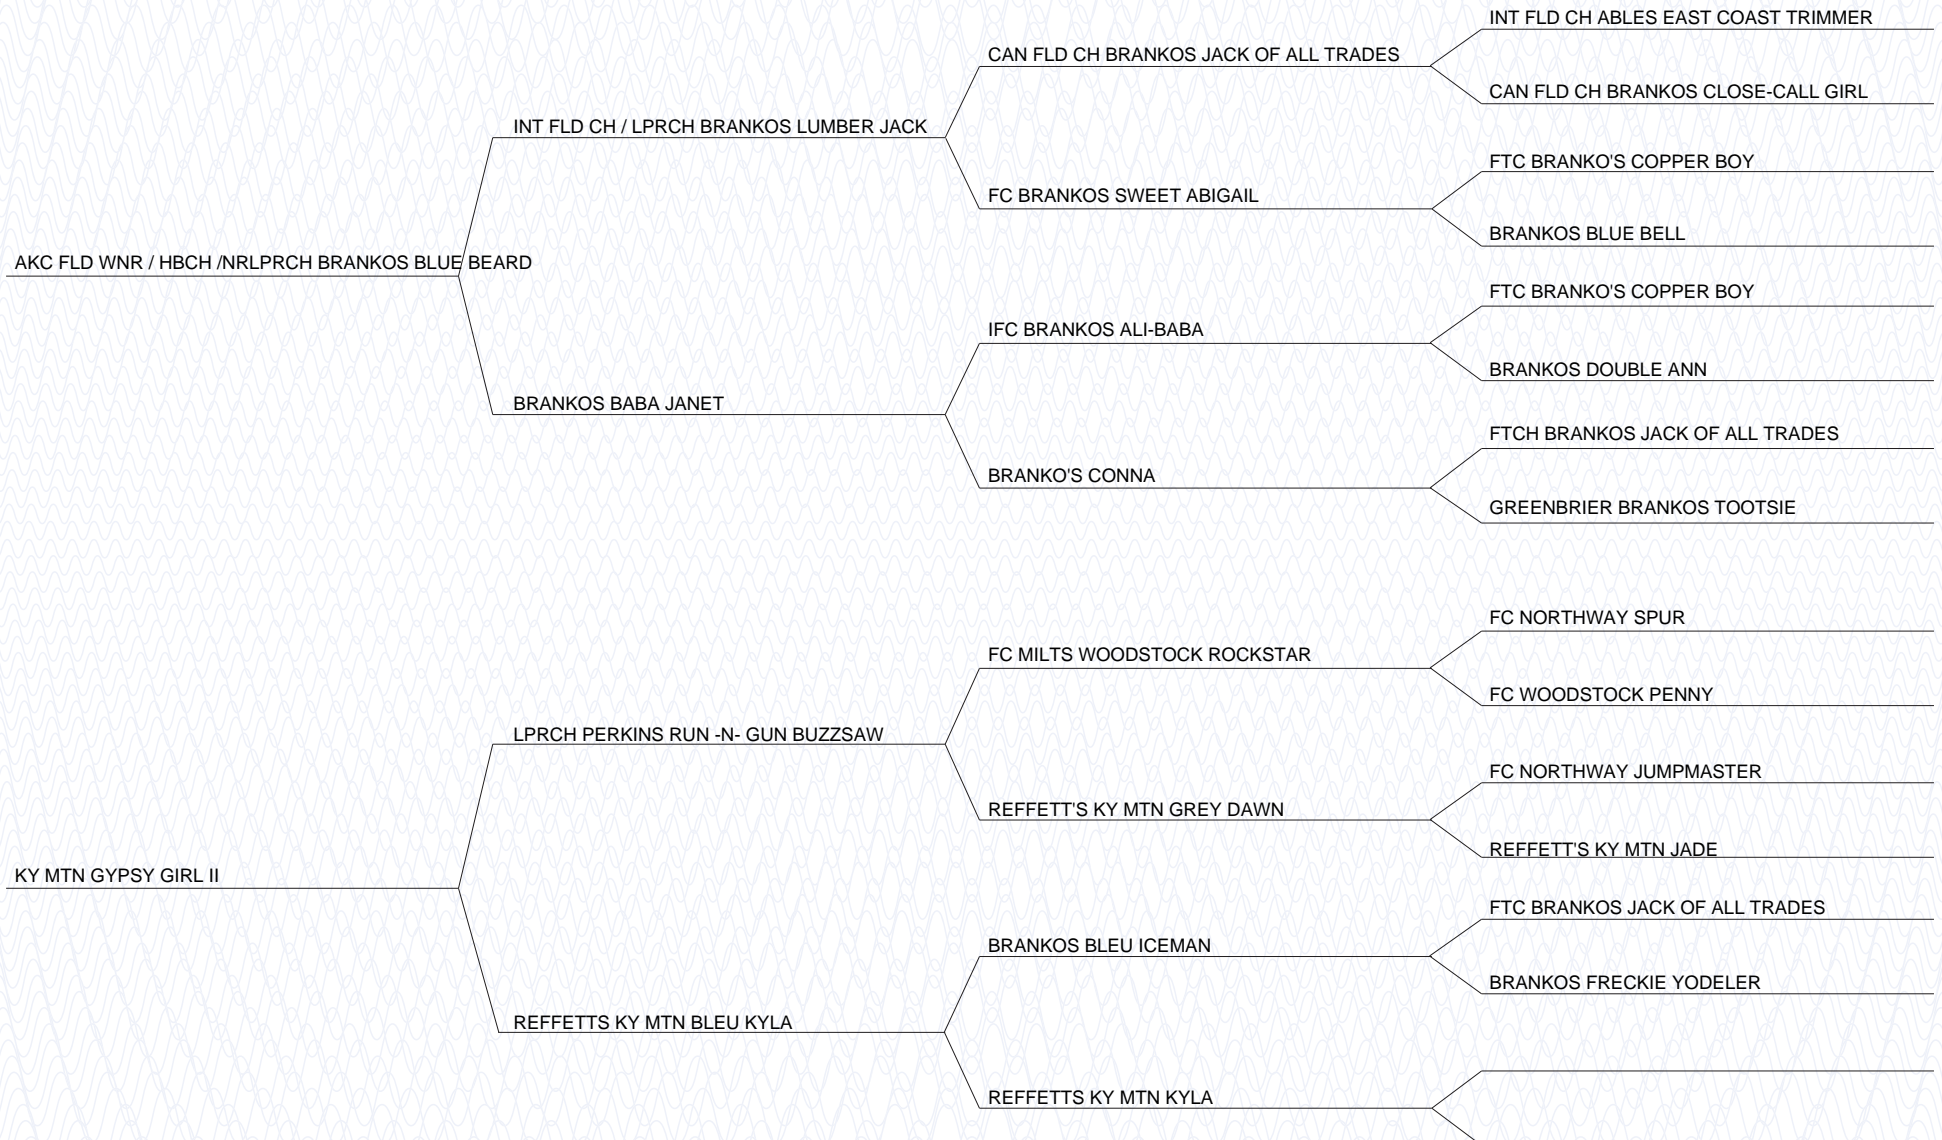 INT FLD CH ABLES EAST COAST TRIMMER
CAN FLD CH BRANKOS JACK OF ALL TRADES
CAN FLD CH BRANKOS CLOSE-CALL GIRL
INT FLD CH / LPRCH BRANKOS LUMBER JACK
FTC BRANKO'S COPPER BOY
FC BRANKOS SWEET ABIGAIL
BRANKOS BLUE BELL
AKC FLD WNR / HBCH /NRLPRCH BRANKOS BLUE BEARD
FTC BRANKO'S COPPER BOY
IFC BRANKOS ALI-BABA
BRANKOS DOUBLE ANN
BRANKOS BABA JANET
FTCH BRANKOS JACK OF ALL TRADES
BRANKO'S CONNA
GREENBRIER BRANKOS TOOTSIE
FC NORTHWAY SPUR
FC MILTS WOODSTOCK ROCKSTAR
FC WOODSTOCK PENNY
LPRCH PERKINS RUN -N- GUN BUZZSAW
FC NORTHWAY JUMPMASTER
REFFETT'S KY MTN GREY DAWN
REFFETT'S KY MTN JADE
KY MTN GYPSY GIRL II
FTC BRANKOS JACK OF ALL TRADES
BRANKOS BLEU ICEMAN
BRANKOS FRECKIE YODELER
REFFETTS KY MTN BLEU KYLA
REFFETTS KY MTN KYLA